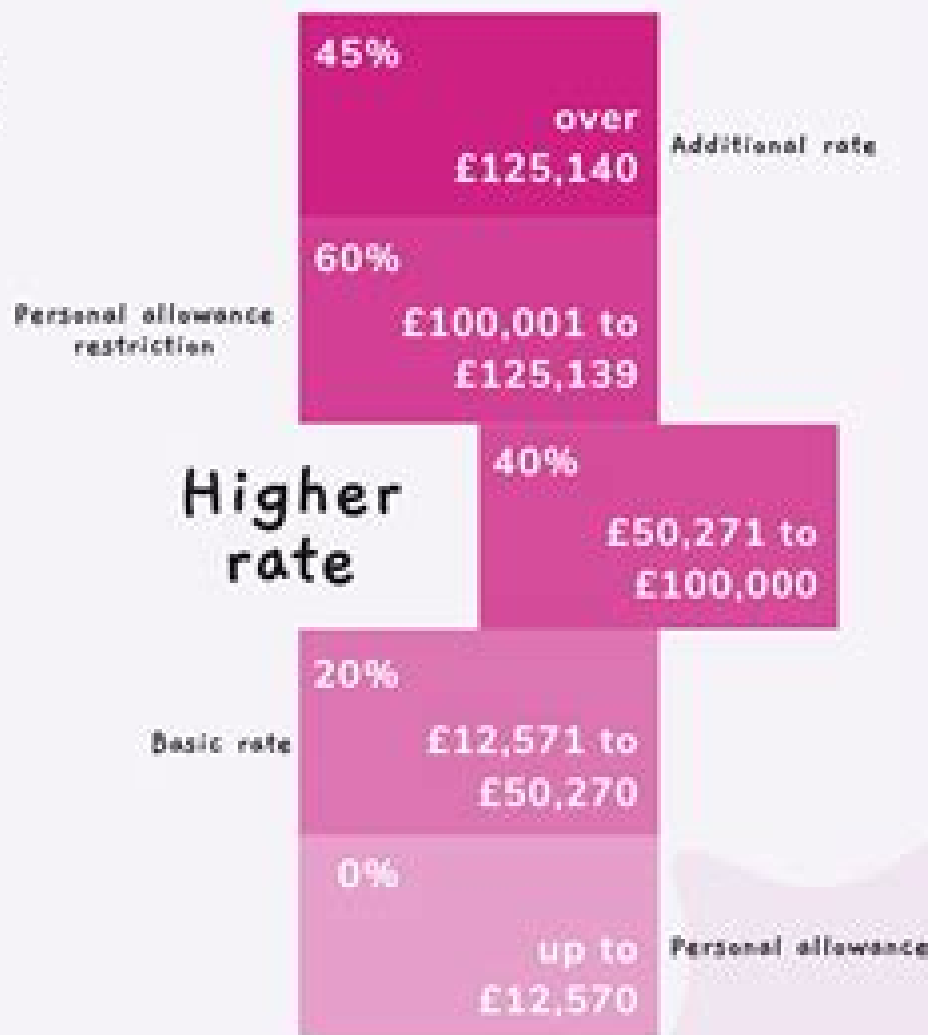 45%
over
£125,140
Additional rate
60%
Personal allowance
restriction
£100,001 to
£125,139
Higher
rate
40%
£50,271 to
£100,000
20%
Basic rate
£12,571 to
£50,270
0%
up to
£12,570
Personal allowance